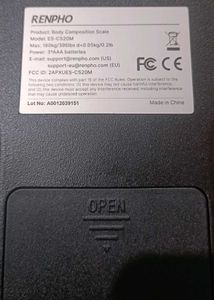 RENPHO
Product: Body Composition Scale
Model: ES-CS20M
Max: 180kg/396lb d=0.05kg/0.2lb
Power: 3*AAA batteries
E-mail: support@renpho.com (US)
support-eu@renpho.com (EU)
FCC ID: 2APXUES-CS20M
This device complies with part 15 of the FCC Rules. Operation is subject to
the following two conditions: (1) this device may not cause harmful
interference, and (2) this device must accept any interference received,
including interference that may cause undesired operation.
Lot No: A0012039151
Made in China
OPEN